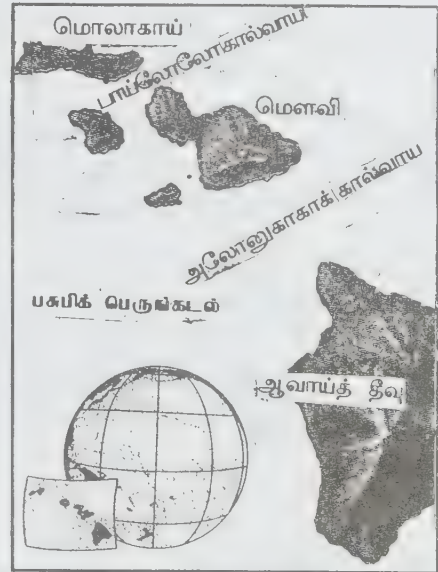 மொலாகாய்
பாய்லோலோகால்வாய்
மௌவி
அலேனுகாகாக்கால்வாய
பசுமிக் பெருங்கடல்
ஆவாய்த் தீவு